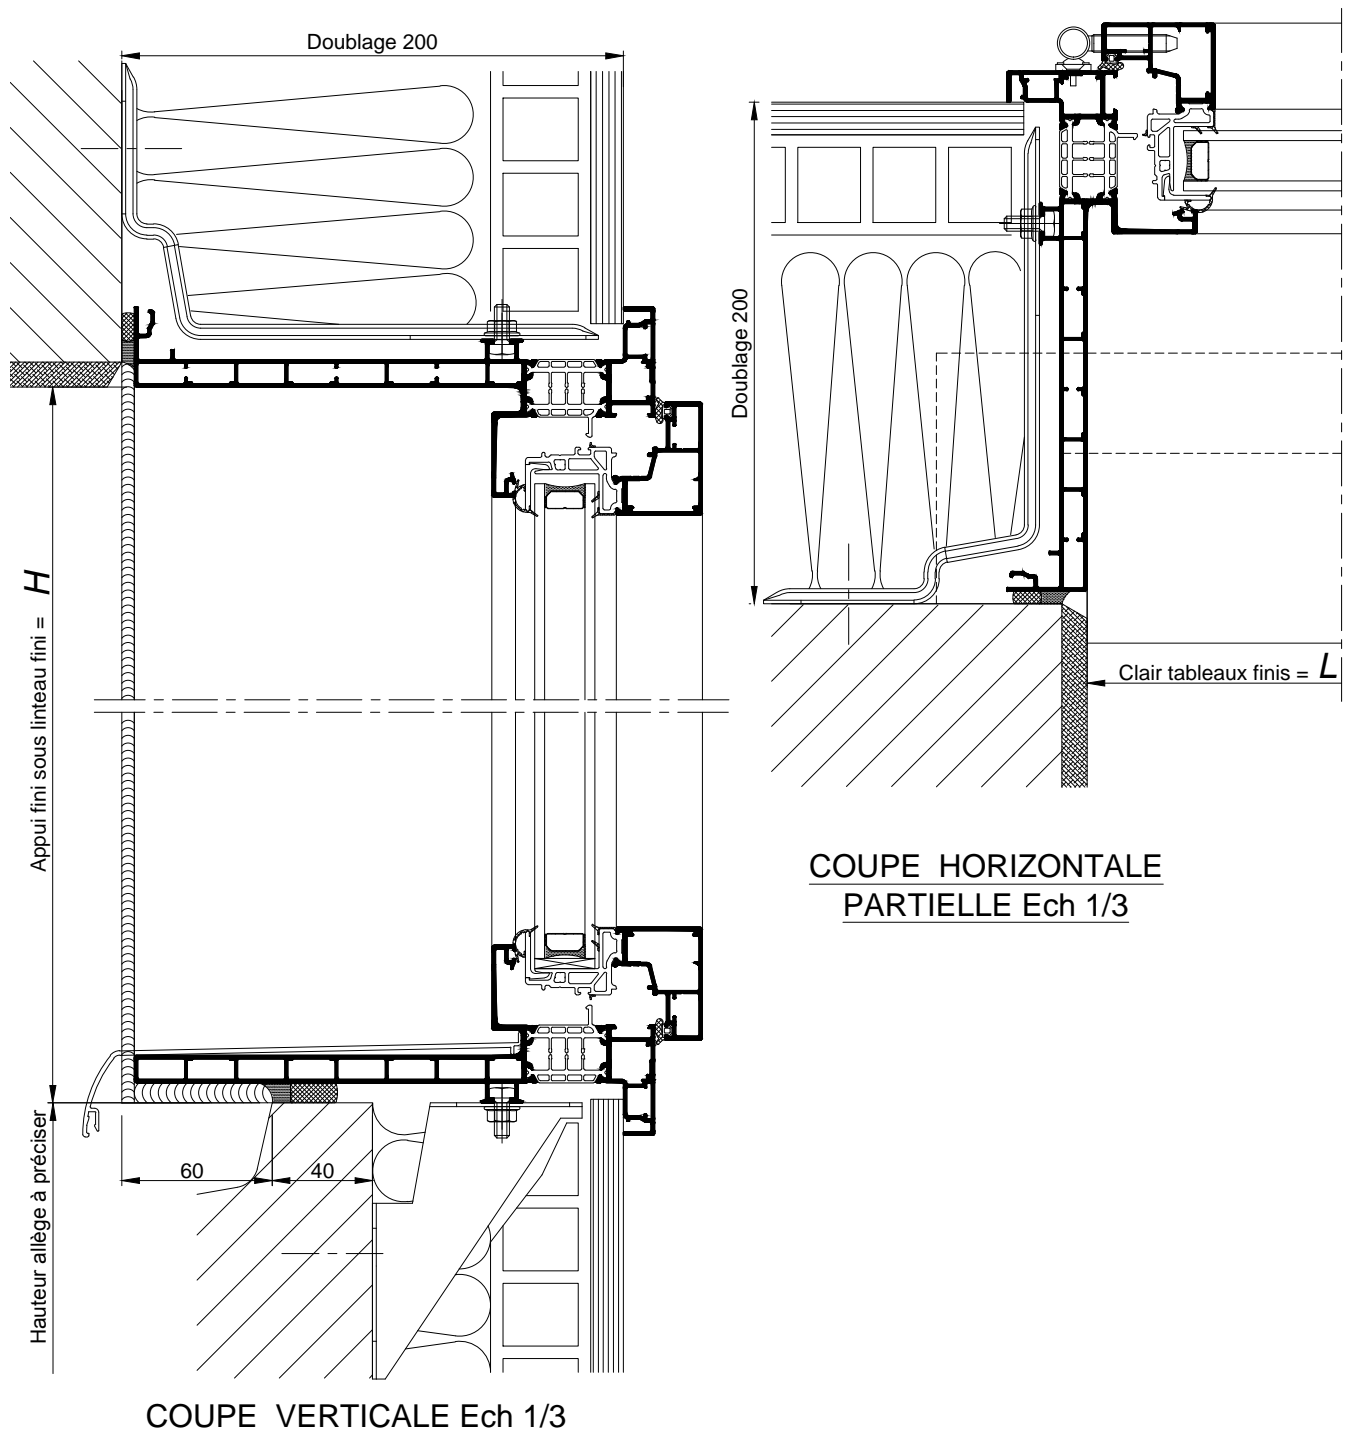 Doublage 200
Doublage 200
Appui fini sous linteau fini = H
Clair tableaux finis = L
COUPE HORIZONTALE
PARTIELLE Ech 1/3
Hauteur allège à préciser
60
40
COUPE VERTICALE Ech 1/3